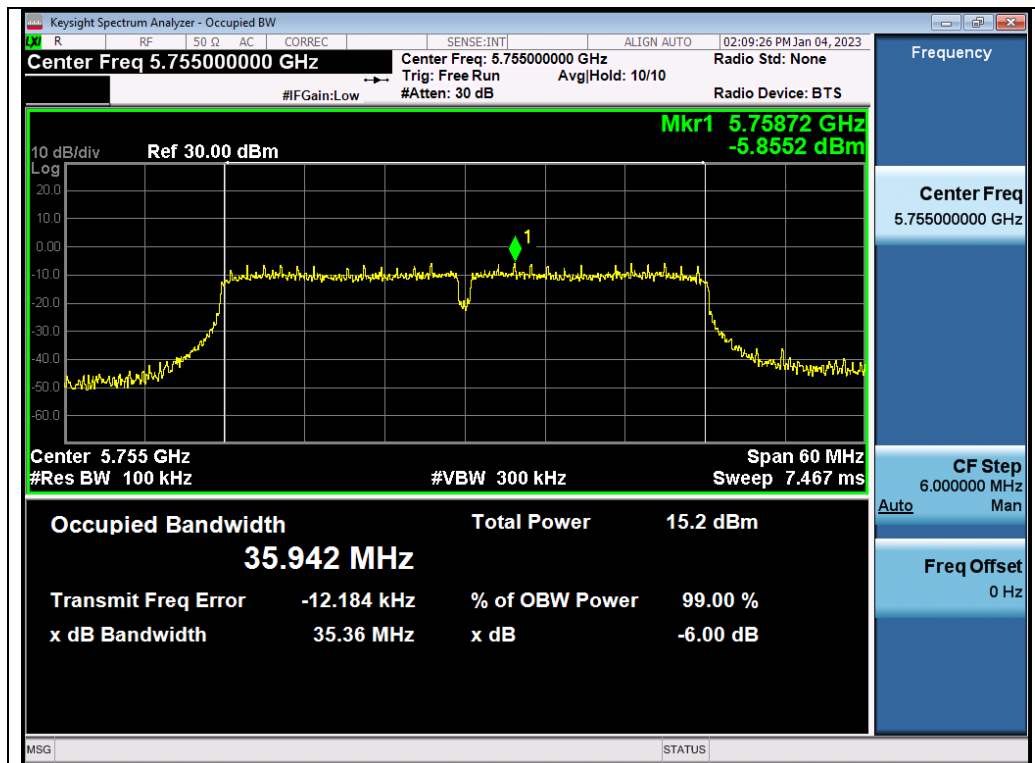 Keysight Spectrum Analyzer - Occupied BW
LXI R RF 50 Ω AC CORREC SENSE:INT ALIGN AUTO 02:09:26 PM Jan 04, 2023
Center Freq 5.755000000 GHz
Center Freq: 5.755000000 GHz
Radio Std: None
Trig: Free Run Avg|Hold: 10/10
#IFGain:Low #Atten: 30 dB Radio Device: BTS
Mkr1 5.75872 GHz
-5.8552 dBm
10 dB/div Ref 30.00 dBm
Log
20.0
10.0
0.00
-10.0
-20.0
-30.0
-40.0
-50.0
-60.0
1
Center 5.755 GHz Span 60 MHz
#Res BW 100 kHz #VBW 300 kHz Sweep 7.467 ms
Occupied Bandwidth Total Power 15.2 dBm
35.942 MHz
Transmit Freq Error -12.184 kHz % of OBW Power 99.00 %
x dB Bandwidth 35.36 MHz x dB -6.00 dB
MSG STATUS
Frequency
Center Freq
5.755000000 GHz
CF Step
6.000000 MHz
Auto Man
Freq Offset
0 Hz